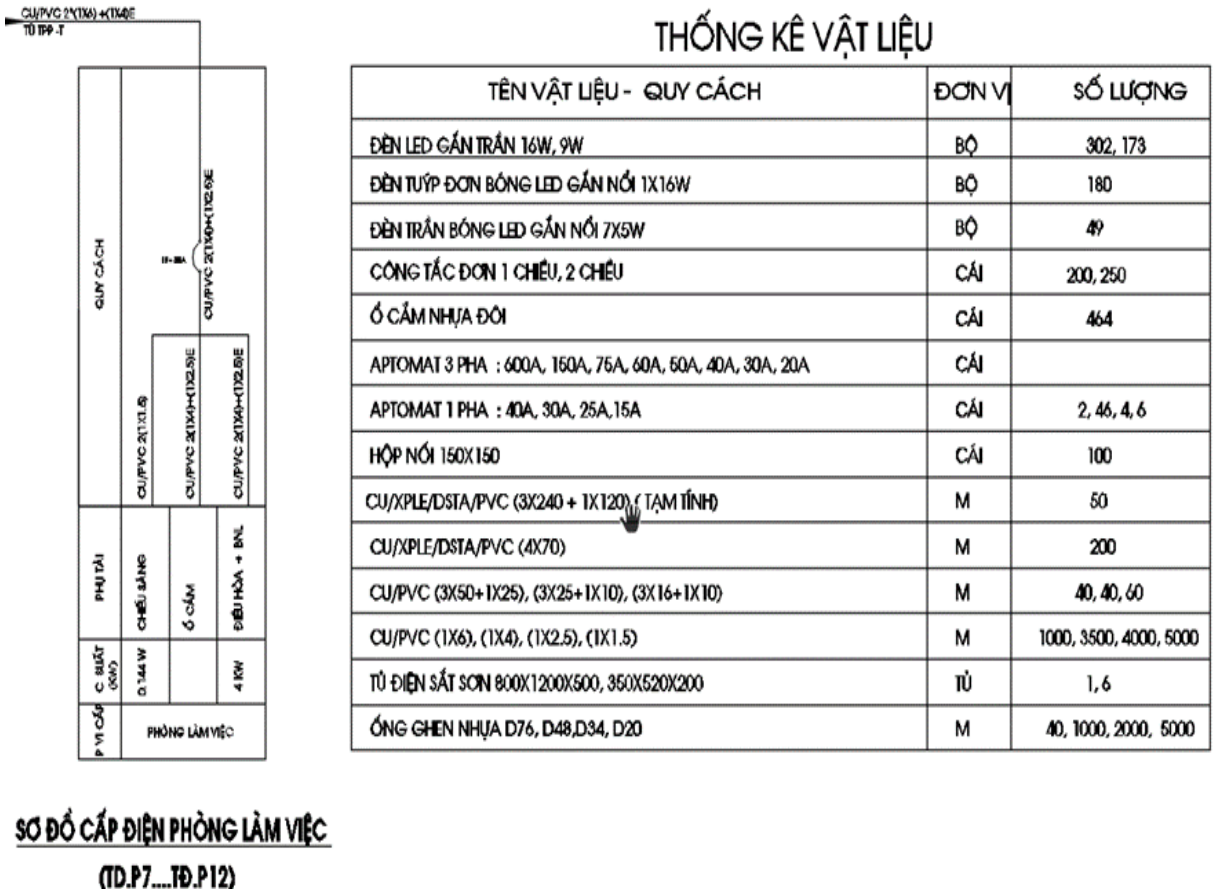 CU/PVC 2*(1X6) +(1X4)E
TỦ TPP -T
QUY CÁCH
CU/PVC 2(1X4)+(1X2.5)E
CU/PVC 2(1X1.5)
CU/PVC 2(1X4)+(1X2.5)E
CU/PVC 2(1X4)+(1X2.5)E
PHỤ TẢI
CHIẾU SÁNG
Ổ CẮM
ĐIỀU HÒA + BNL
C. SUẤT
(KW)
0.144 W
4 KW
P.VI CẤP
PHÒNG LÀM VIỆC
SƠ ĐỒ CẤP ĐIỆN PHÒNG LÀM VIỆC
(TD.P7....TĐ.P12)
THỐNG KÊ VẬT LIỆU
TÊN VẬT LIỆU - QUY CÁCH ĐƠN VỊ SỐ LƯỢNG
ĐÈN LED GẮN TRẦN 16W, 9W BỘ 302, 173
ĐÈN TUÝP ĐƠN BÓNG LED GẮN NỔI 1X16W BỘ 180
ĐÈN TRẦN BÓNG LED GẮN NỔI 7X5W BỘ 49
CÔNG TẮC ĐƠN 1 CHIỀU, 2 CHIỀU CÁI 200, 250
Ổ CẮM NHỰA ĐÔI CÁI 464
APTOMAT 3 PHA : 600A, 150A, 75A, 60A, 50A, 40A, 30A, 20A CÁI
APTOMAT 1 PHA : 40A, 30A, 25A,15A CÁI 2, 46, 4, 6
HỘP NỐI 150X150 CÁI 100
CU/XPLE/DSTA/PVC (3X240 + 1X120) ( TẠM TÍNH) M 50
CU/XPLE/DSTA/PVC (4X70) M 200
CU/PVC (3X50+1X25), (3X25+1X10), (3X16+1X10) M 40, 40, 60
CU/PVC (1X6), (1X4), (1X2.5), (1X1.5) M 1000, 3500, 4000, 5000
TỦ ĐIỆN SẮT SƠN 800X1200X500, 350X520X200 TỦ 1, 6
ỐNG GHEN NHỰA D76, D48,D34, D20 M 40, 1000, 2000, 5000